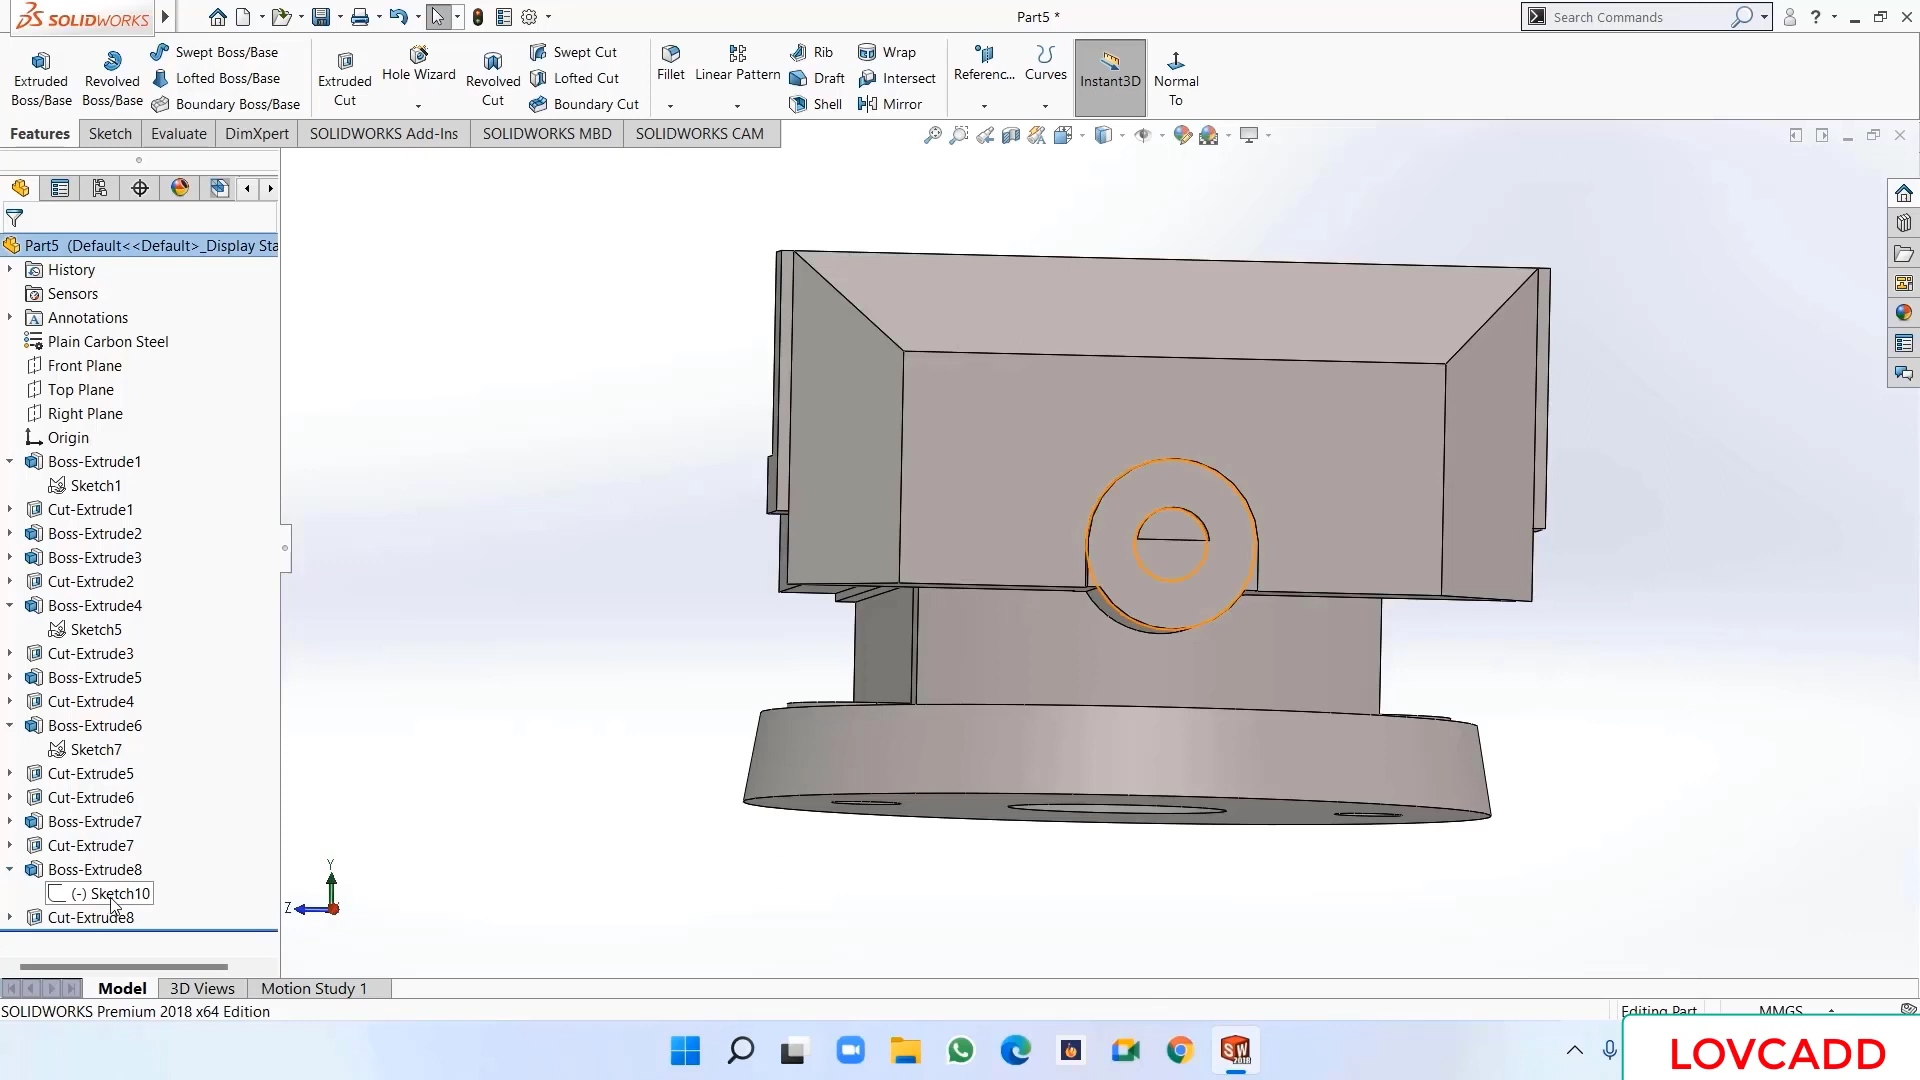 SOLIDWORKS
Part5 *
Search Commands
Extruded Boss/Base
Revolved Boss/Base
Swept Boss/Base
Lofted Boss/Base
Boundary Boss/Base
Extruded Cut
Hole Wizard
Revolved Cut
Swept Cut
Lofted Cut
Boundary Cut
Fillet
Linear Pattern
Rib
Draft
Shell
Wrap
Intersect
Mirror
Referenc...
Curves
Instant3D
Normal To
Features
Sketch
Evaluate
DimXpert
SOLIDWORKS Add-Ins
SOLIDWORKS MBD
SOLIDWORKS CAM
Part5 (Default<<Default>_Display Sta
History
Sensors
Annotations
Plain Carbon Steel
Front Plane
Top Plane
Right Plane
Origin
Boss-Extrude1
Sketch1
Cut-Extrude1
Boss-Extrude2
Boss-Extrude3
Cut-Extrude2
Boss-Extrude4
Sketch5
Cut-Extrude3
Boss-Extrude5
Cut-Extrude4
Boss-Extrude6
Sketch7
Cut-Extrude5
Cut-Extrude6
Boss-Extrude7
Cut-Extrude7
Boss-Extrude8
(-) Sketch10
Cut-Extrude8
Y
Z
Model
3D Views
Motion Study 1
SOLIDWORKS Premium 2018 x64 Edition
Editing Part
MMGS
SW
2018
LOVCADD